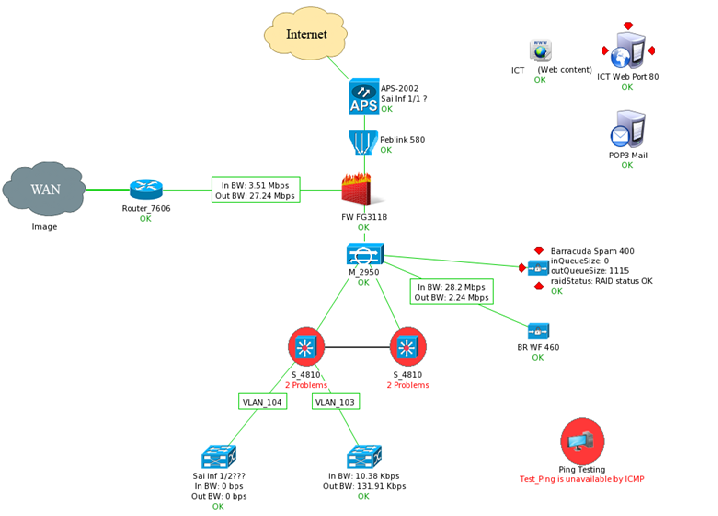 Internet
APS-2002
Sai Inf 1/1 ?
OK
APS
Peblink 580
OK
WAN
Image
Router_7606
OK
In BW: 3.51 Mbps
Out BW: 27.24 Mbps
FW FG3118
OK
M_2950
OK
In BW: 28.2 Mbps
Out BW: 2.24 Mbps
www
ICT (Web content)
OK
ICT Web Port 80
OK
POP3 Mail
OK
Barracuda Spam 400
inQueueSize: 0
outQueueSize: 1115
raidStatus: RAID status OK
OK
BR WF 460
OK
S_4810
2 Problems
S_4810
2 Problems
VLAN_104
VLAN_103
Sai Inf 1/2???
In BW: 0 bps
Out BW: 0 bps
OK
In BW: 10.38 Kbps
Out BW: 131.91 Kbps
OK
Ping Testing
Test_Ping is unavailable by ICMP